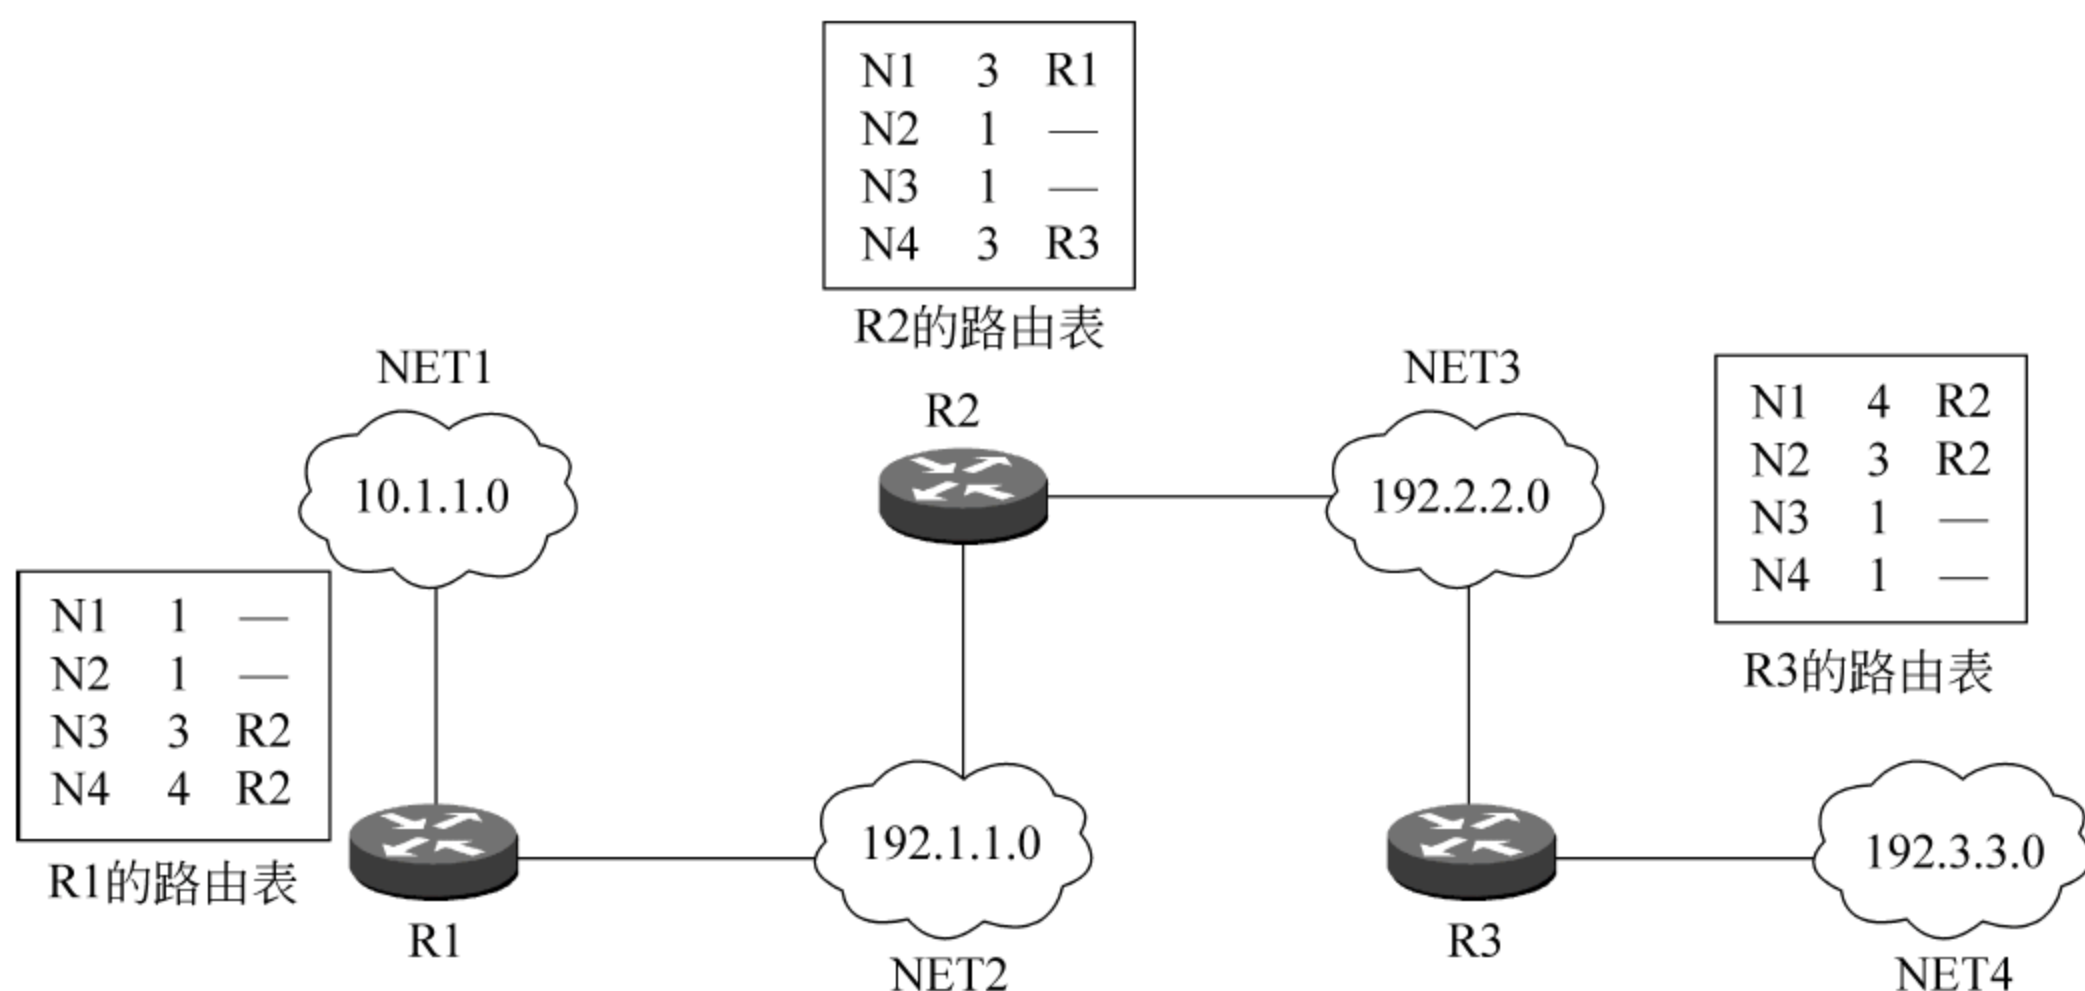 N1 3 R1
N2 1 —
N3 1 —
N4 3 R3
R2的路由表
NET1
R2
NET3
10.1.1.0
192.2.2.0
N1 4 R2
N2 3 R2
N3 1 —
N4 1 —
R3的路由表
N1 1 —
N2 1 —
N3 3 R2
N4 4 R2
R1的路由表
R1
192.1.1.0
NET2
R3
192.3.3.0
NET4